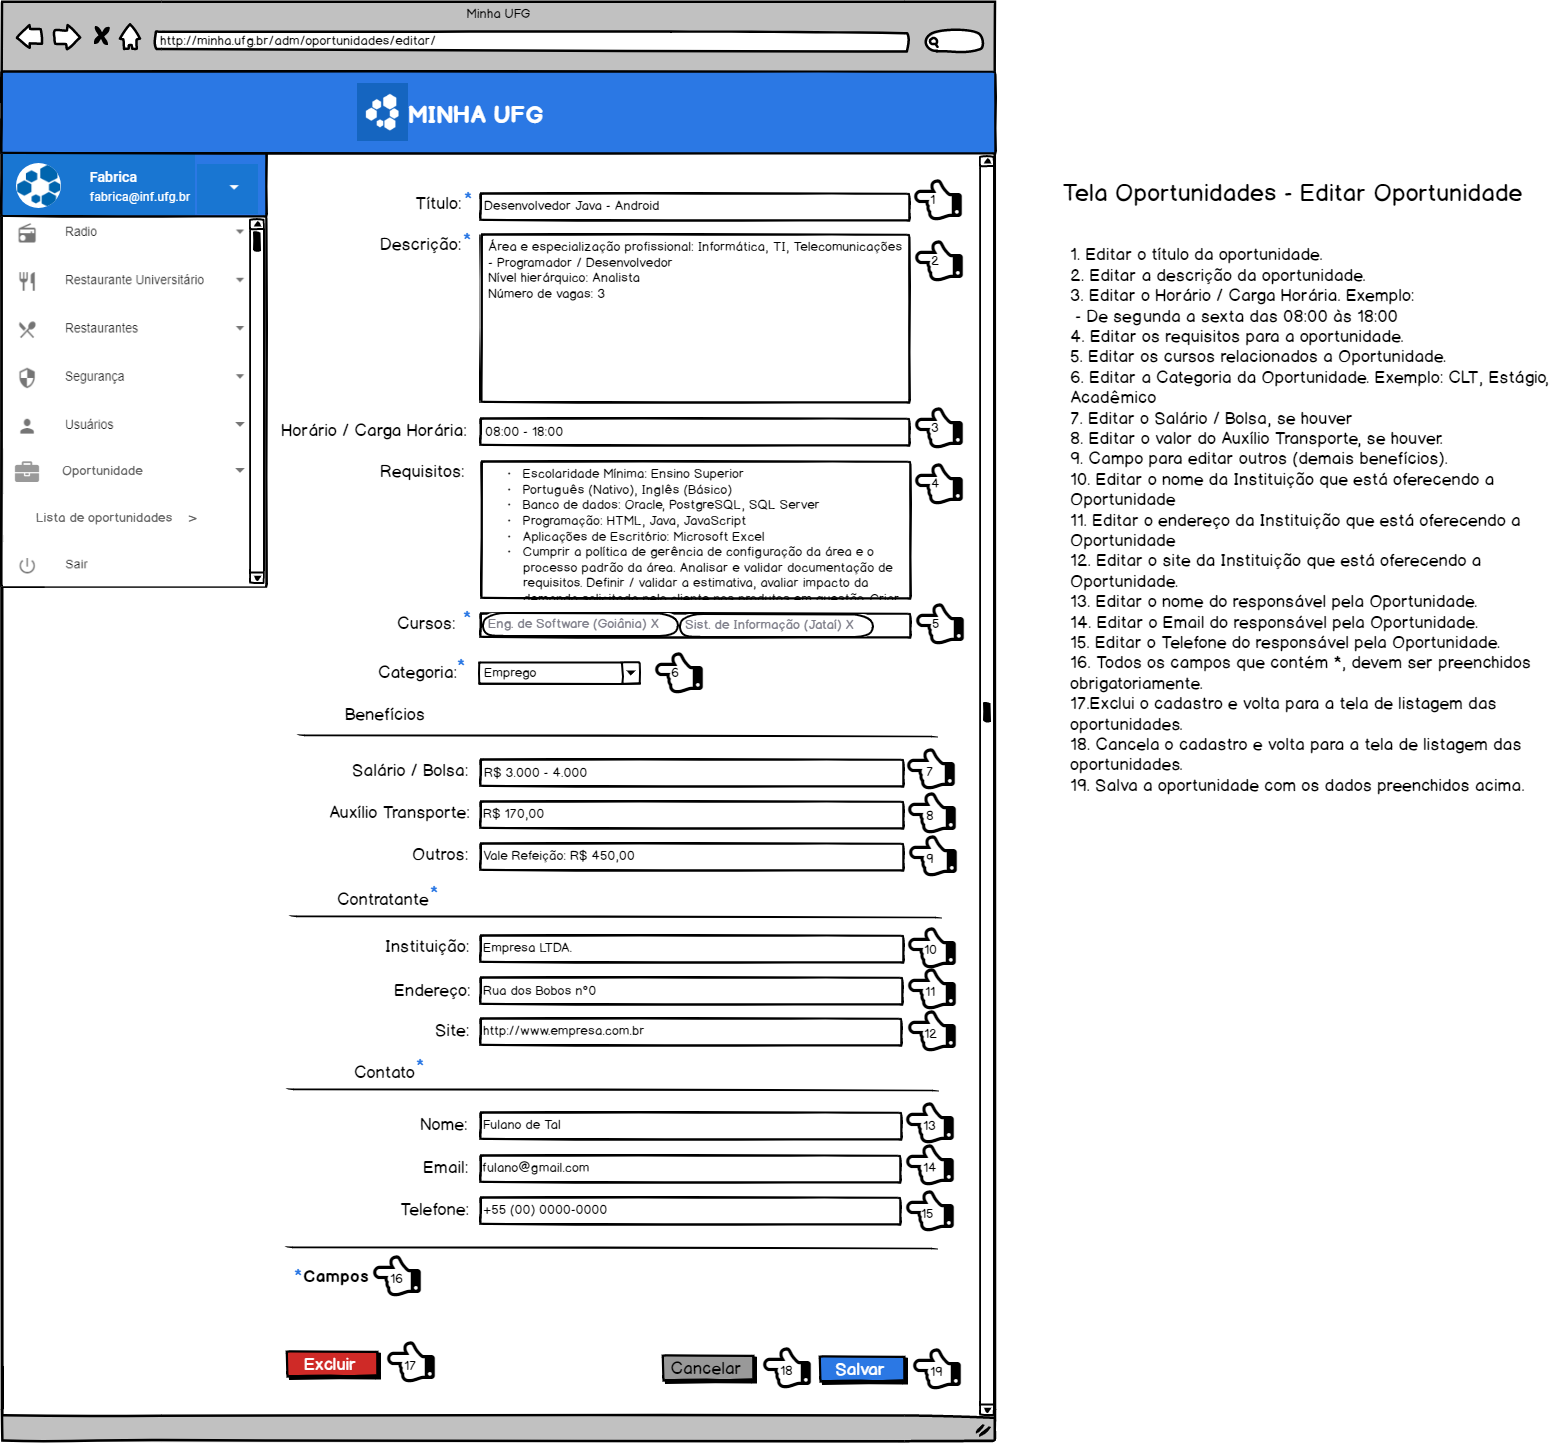 Minha UFG
http://minha.ufg.br/adm/oportunidades/editar/
MINHA UFG
Fabrica
fabrica@inf.ufg.br
Radio
Restaurante Universitário
Restaurantes
Segurança
Usuários
Oportunidade
Lista de oportunidades >
Sair
Título:* Desenvolvedor Java - Android 1
Descrição:* Área e especialização profissional: Informática, TI, Telecomunicações
- Programador / Desenvolvedor
Nível hierárquico: Analista
Número de vagas: 3
2
Horário / Carga Horária: 08:00 - 18:00 3
Requisitos:
· Escolaridade Mínima: Ensino Superior
· Português (Nativo), Inglês (Básico)
· Banco de dados: Oracle, PostgreSQL, SQL Server
· Programação: HTML, Java, JavaScript
· Aplicações de Escritório: Microsoft Excel
· Cumprir a política de gerência de configuração da área e o
processo padrão da área. Analisar e validar documentação de
requisitos. Definir / validar a estimativa, avaliar impacto da
demanda solicitada pelo cliente nos produtos em questão. Criar
4
Cursos: * Eng. de Software (Goiânia) X Sist. de Informação (Jataí) X 5
Categoria:* Emprego 6
Benefícios
Salário / Bolsa: R$ 3.000 - 4.000 7
Auxílio Transporte: R$ 170,00 8
Outros: Vale Refeição: R$ 450,00 9
Contratante*
Instituição: Empresa LTDA. 10
Endereço: Rua dos Bobos n°0 11
Site: http://www.empresa.com.br 12
Contato*
Nome: Fulano de Tal 13
Email: fulano@gmail.com 14
Telefone: +55 (00) 0000-0000 15
*Campos 16
Excluir 17 Cancelar 18 Salvar 19
Tela Oportunidades - Editar Oportunidade
1. Editar o título da oportunidade.
2. Editar a descrição da oportunidade.
3. Editar o Horário / Carga Horária. Exemplo:
- De segunda a sexta das 08:00 às 18:00
4. Editar os requisitos para a oportunidade.
5. Editar os cursos relacionados a Oportunidade.
6. Editar a Categoria da Oportunidade. Exemplo: CLT, Estágio,
Acadêmico
7. Editar o Salário / Bolsa, se houver
8. Editar o valor do Auxílio Transporte, se houver.
9. Campo para editar outros (demais benefícios).
10. Editar o nome da Instituição que está oferecendo a
Oportunidade
11. Editar o endereço da Instituição que está oferecendo a
Oportunidade
12. Editar o site da Instituição que está oferecendo a
Oportunidade.
13. Editar o nome do responsável pela Oportunidade.
14. Editar o Email do responsável pela Oportunidade.
15. Editar o Telefone do responsável pela Oportunidade.
16. Todos os campos que contém *, devem ser preenchidos
obrigatoriamente.
17.Exclui o cadastro e volta para a tela de listagem das
oportunidades.
18. Cancela o cadastro e volta para a tela de listagem das
oportunidades.
19. Salva a oportunidade com os dados preenchidos acima.